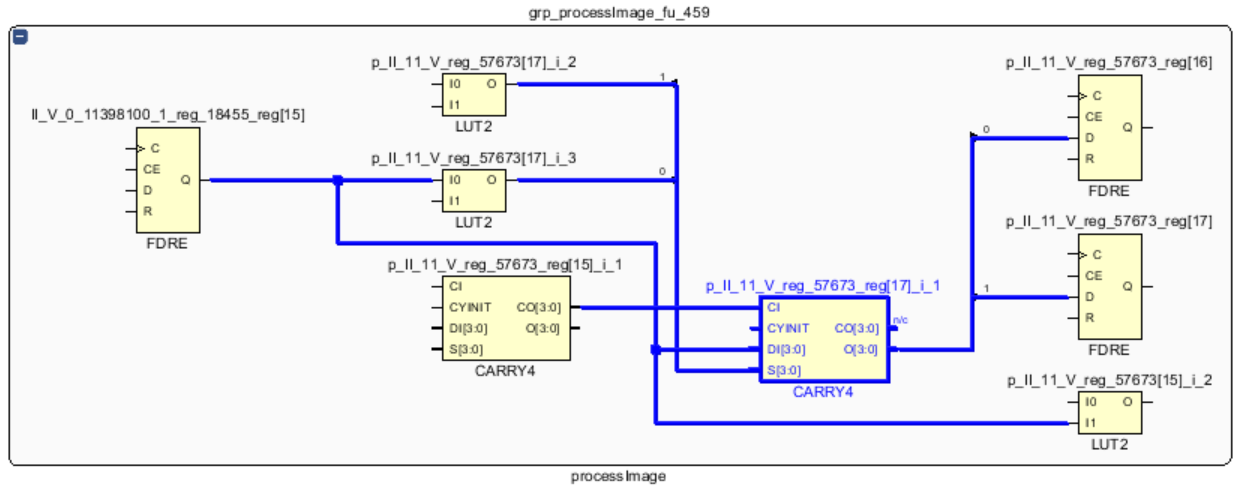 grp_processImage_fu_459
II_V_0_11398100_1_reg_18455_reg[15]
C
CE
D
R
Q
FDRE
p_II_11_V_reg_57673[17]_i_2
I0 O
I1
LUT2
1
p_II_11_V_reg_57673[17]_i_3
I0 O
I1
LUT2
0
p_II_11_V_reg_57673_reg[15]_i_1
CI
CYINIT CO[3:0]
DI[3:0] O[3:0]
S[3:0]
CARRY4
p_II_11_V_reg_57673_reg[17]_i_1
CI
CYINIT CO[3:0]
DI[3:0] O[3:0]
S[3:0]
n/c
CARRY4
p_II_11_V_reg_57673_reg[16]
C
CE
D
R
Q
0
FDRE
p_II_11_V_reg_57673_reg[17]
C
CE
D
R
Q
1
FDRE
p_II_11_V_reg_57673[15]_i_2
I0 O
I1
LUT2
processImage